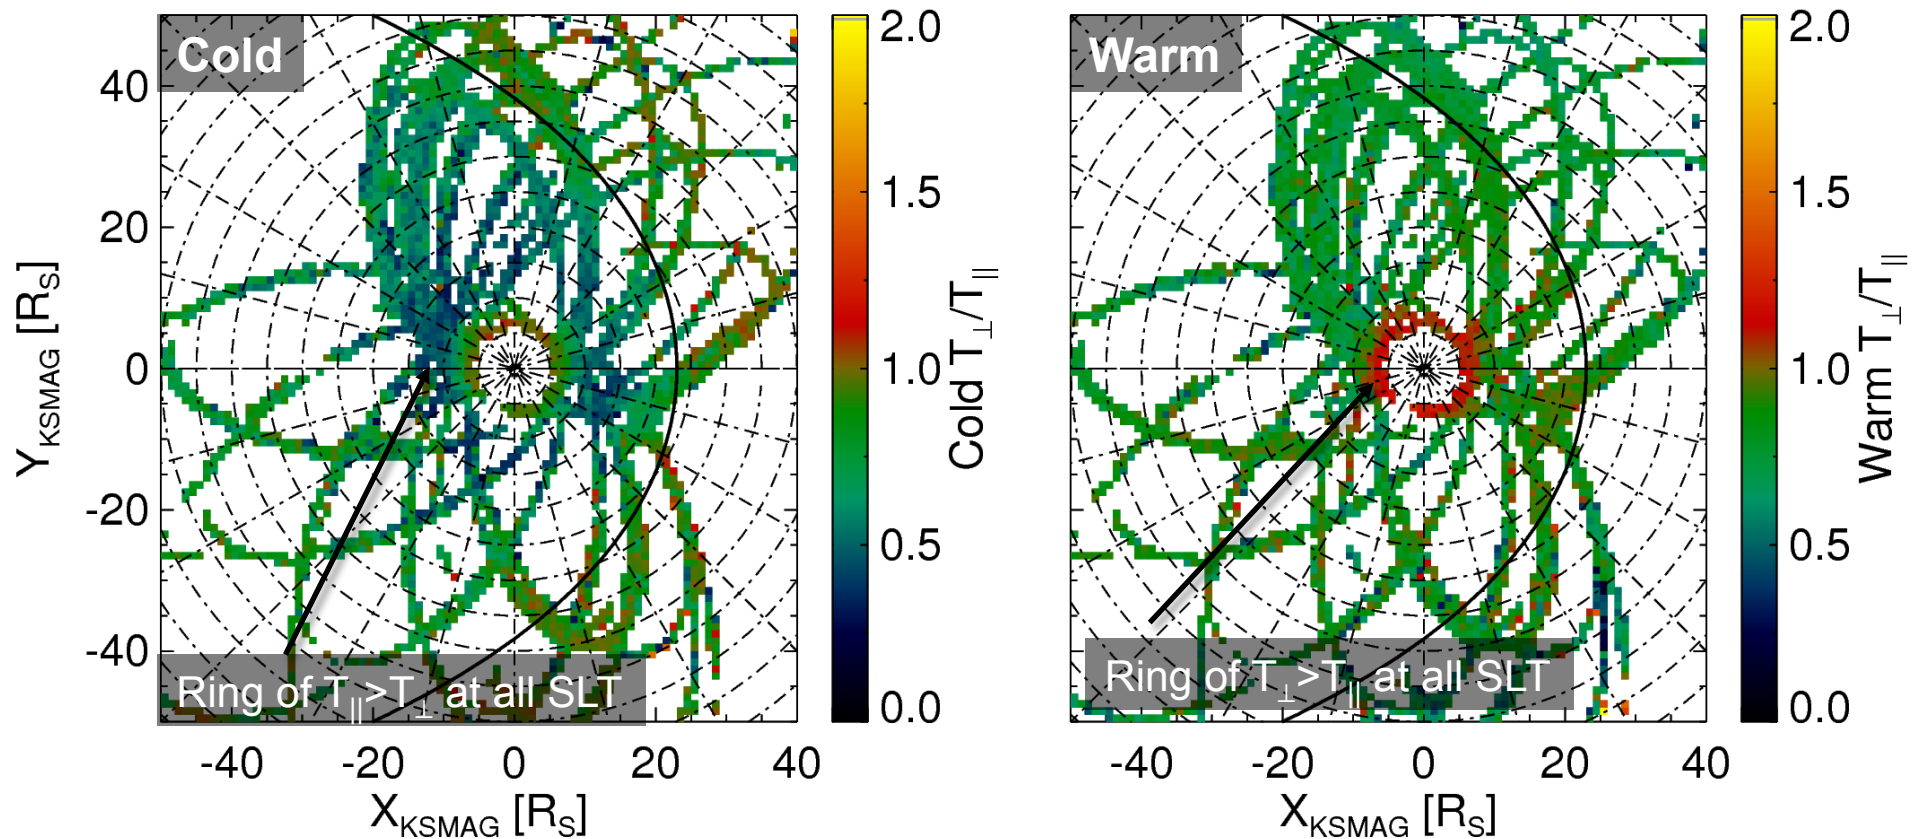 Cold
40
20
0
-20
-40
Y_KSMAG [R_S]
-40 -20 0 20 40
X_KSMAG [R_S]
Ring of T_∥>T_⊥ at all SLT
2.0
1.5
1.0
0.5
0.0
Cold T_⊥/T_∥
Warm
-40 -20 0 20 40
X_KSMAG [R_S]
Ring of T_⊥>T_∥ at all SLT
2.0
1.5
1.0
0.5
0.0
Warm T_⊥/T_∥